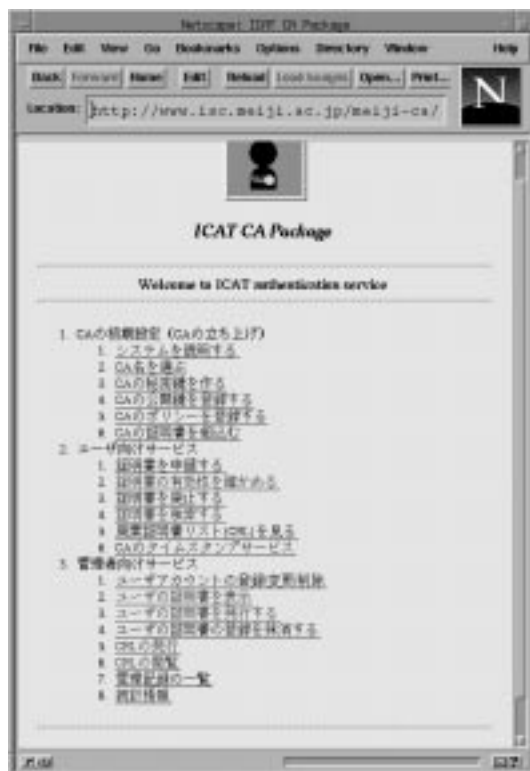 Netscape: ICAT CA Package
File Edit View Go Bookmarks Options Directory Window Help
Back Forward Home Edit Reload Load Images Open... Print...
Location: http://www.isc.meiji.ac.jp/meiji-ca/
N
ICAT CA Package
Welcome to ICAT authentication service
1. CAの初期設定 (CAの立ち上げ)
1. システムを説明する
2. CA名を選ぶ
3. CAの秘密鍵を作る
4. CAの公開鍵を登録する
5. CAのポリシーを登録する
6. CAの証明書を組込む
2. ユーザ向けサービス
1. 証明書を申請する
2. 証明書の有効性を確かめる
3. 証明書を廃止する
4. 証明書を検索する
5. 廃棄証明書リスト(CRL)を見る
6. CAのタイムスタンプサービス
3. 管理者向けサービス
1. ユーザアカウントの登録/変更/削除
2. ユーザの証明書を表示
3. ユーザの証明書を発行する
4. ユーザの証明書の登録を抹消する
5. CRLの発行
6. CRLの閲覧
7. 管理記録の一覧
8. 統計情報